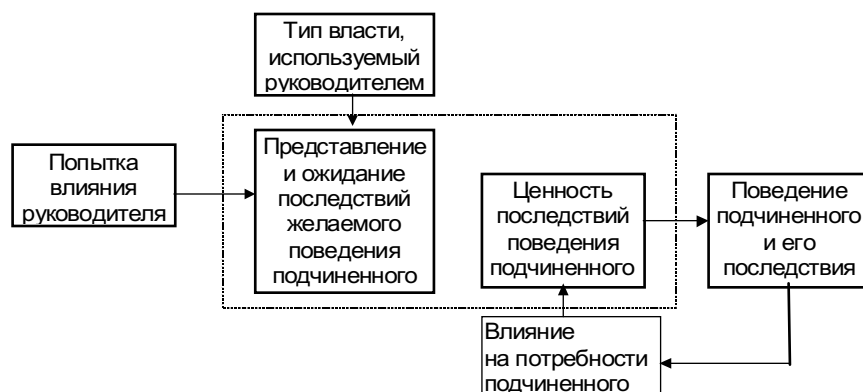 Тип власти,
используемый
руководителем
Попытка
влияния
руководителя
Представление
и ожидание
последствий
желаемого
поведения
подчиненного
Ценность
последствий
поведения
подчиненного
Поведение
подчиненного
и его
последствия
Влияние
на потребности
подчиненного